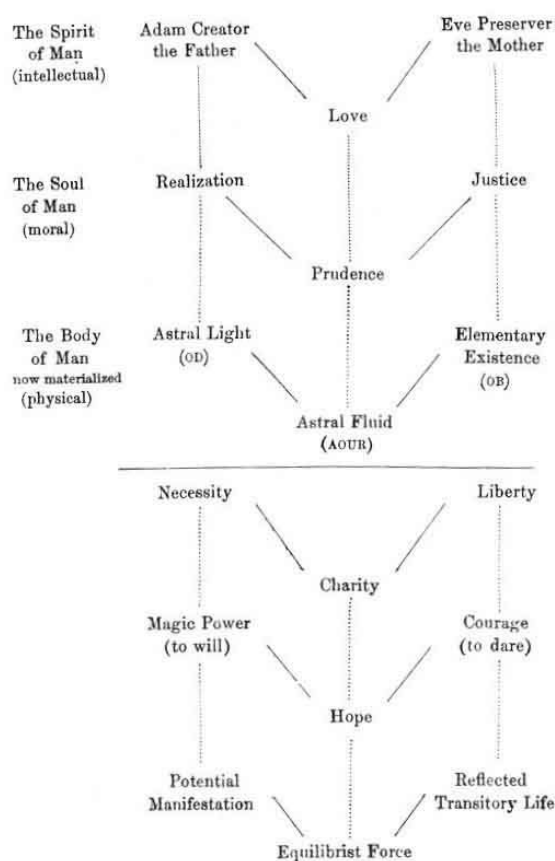 The Spirit
of Man
(intellectual)
Adam Creator
the Father
Eve Preserver
the Mother
Love
The Soul
of Man
(moral)
Realization
Justice
Prudence
The Body
of Man
now materialized
(physical)
Astral Light
(OD)
Elementary
Existence
(OB)
Astral Fluid
(AOUR)
Necessity
Liberty
Charity
Magic Power
(to will)
Courage
(to dare)
Hope
Potential
Manifestation
Reflected
Transitory Life
Equilibrist Force